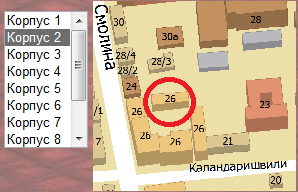 Корпус 1
Корпус 2
Корпус 3
Корпус 4
Корпус 5
Корпус 6
Корпус 7
Корпус 8
Смолина
30
28
30а
28/2
28/3
28/4
24
26
26
26
26
26
23
21
Каландаришвили
20